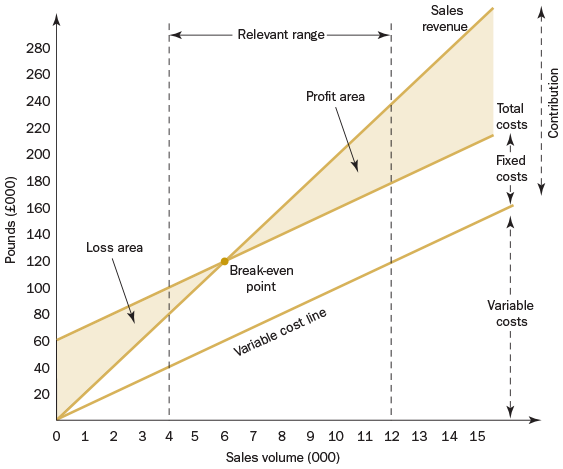 Sales
revenue
Relevant range
Profit area
Total
costs
Contribution
Fixed
costs
Loss area
Break-even
point
Variable cost line
Variable
costs
Pounds (£000)
280
260
240
220
200
180
160
140
120
100
80
60
40
20
0 1 2 3 4 5 6 7 8 9 10 11 12 13 14 15
Sales volume (000)